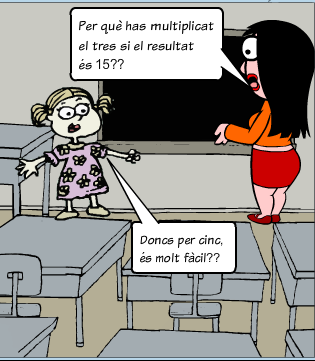 Per què has multiplicat
el tres si el resultat
és 15??
Doncs per cinc,
és molt fàcil??